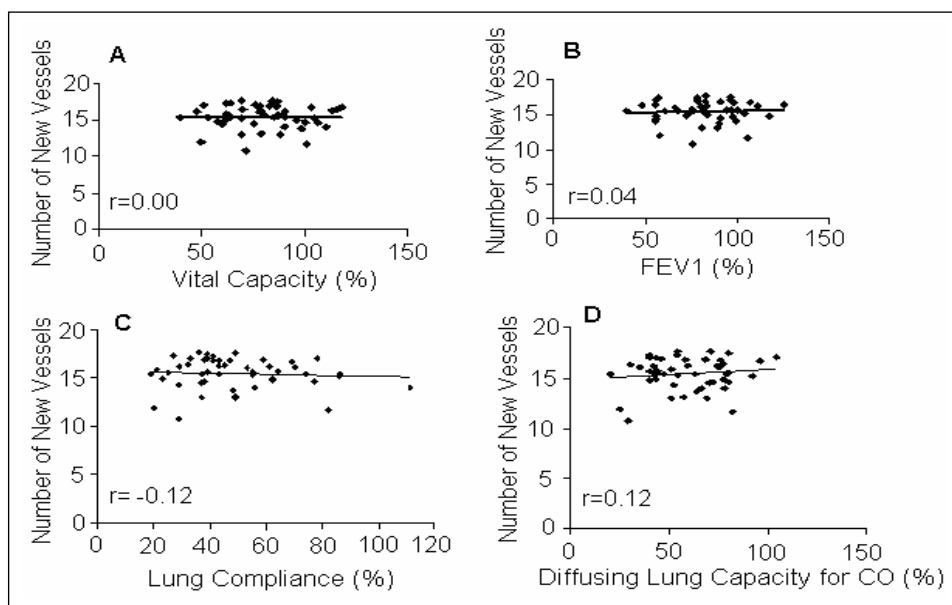 A
Number of New Vessels
20
15
10
5
0
r=0.00
0
50
100
150
Vital Capacity (%)
B
Number of New Vessels
20
15
10
5
0
r=0.04
0
50
100
150
FEV1 (%)
C
Number of New Vessels
20
15
10
5
0
r= -0.12
0
20
40
60
80
100
120
Lung Compliance (%)
D
Number of New Vessels
20
15
10
5
0
r=0.12
0
50
100
150
Diffusing Lung Capacity for CO (%)